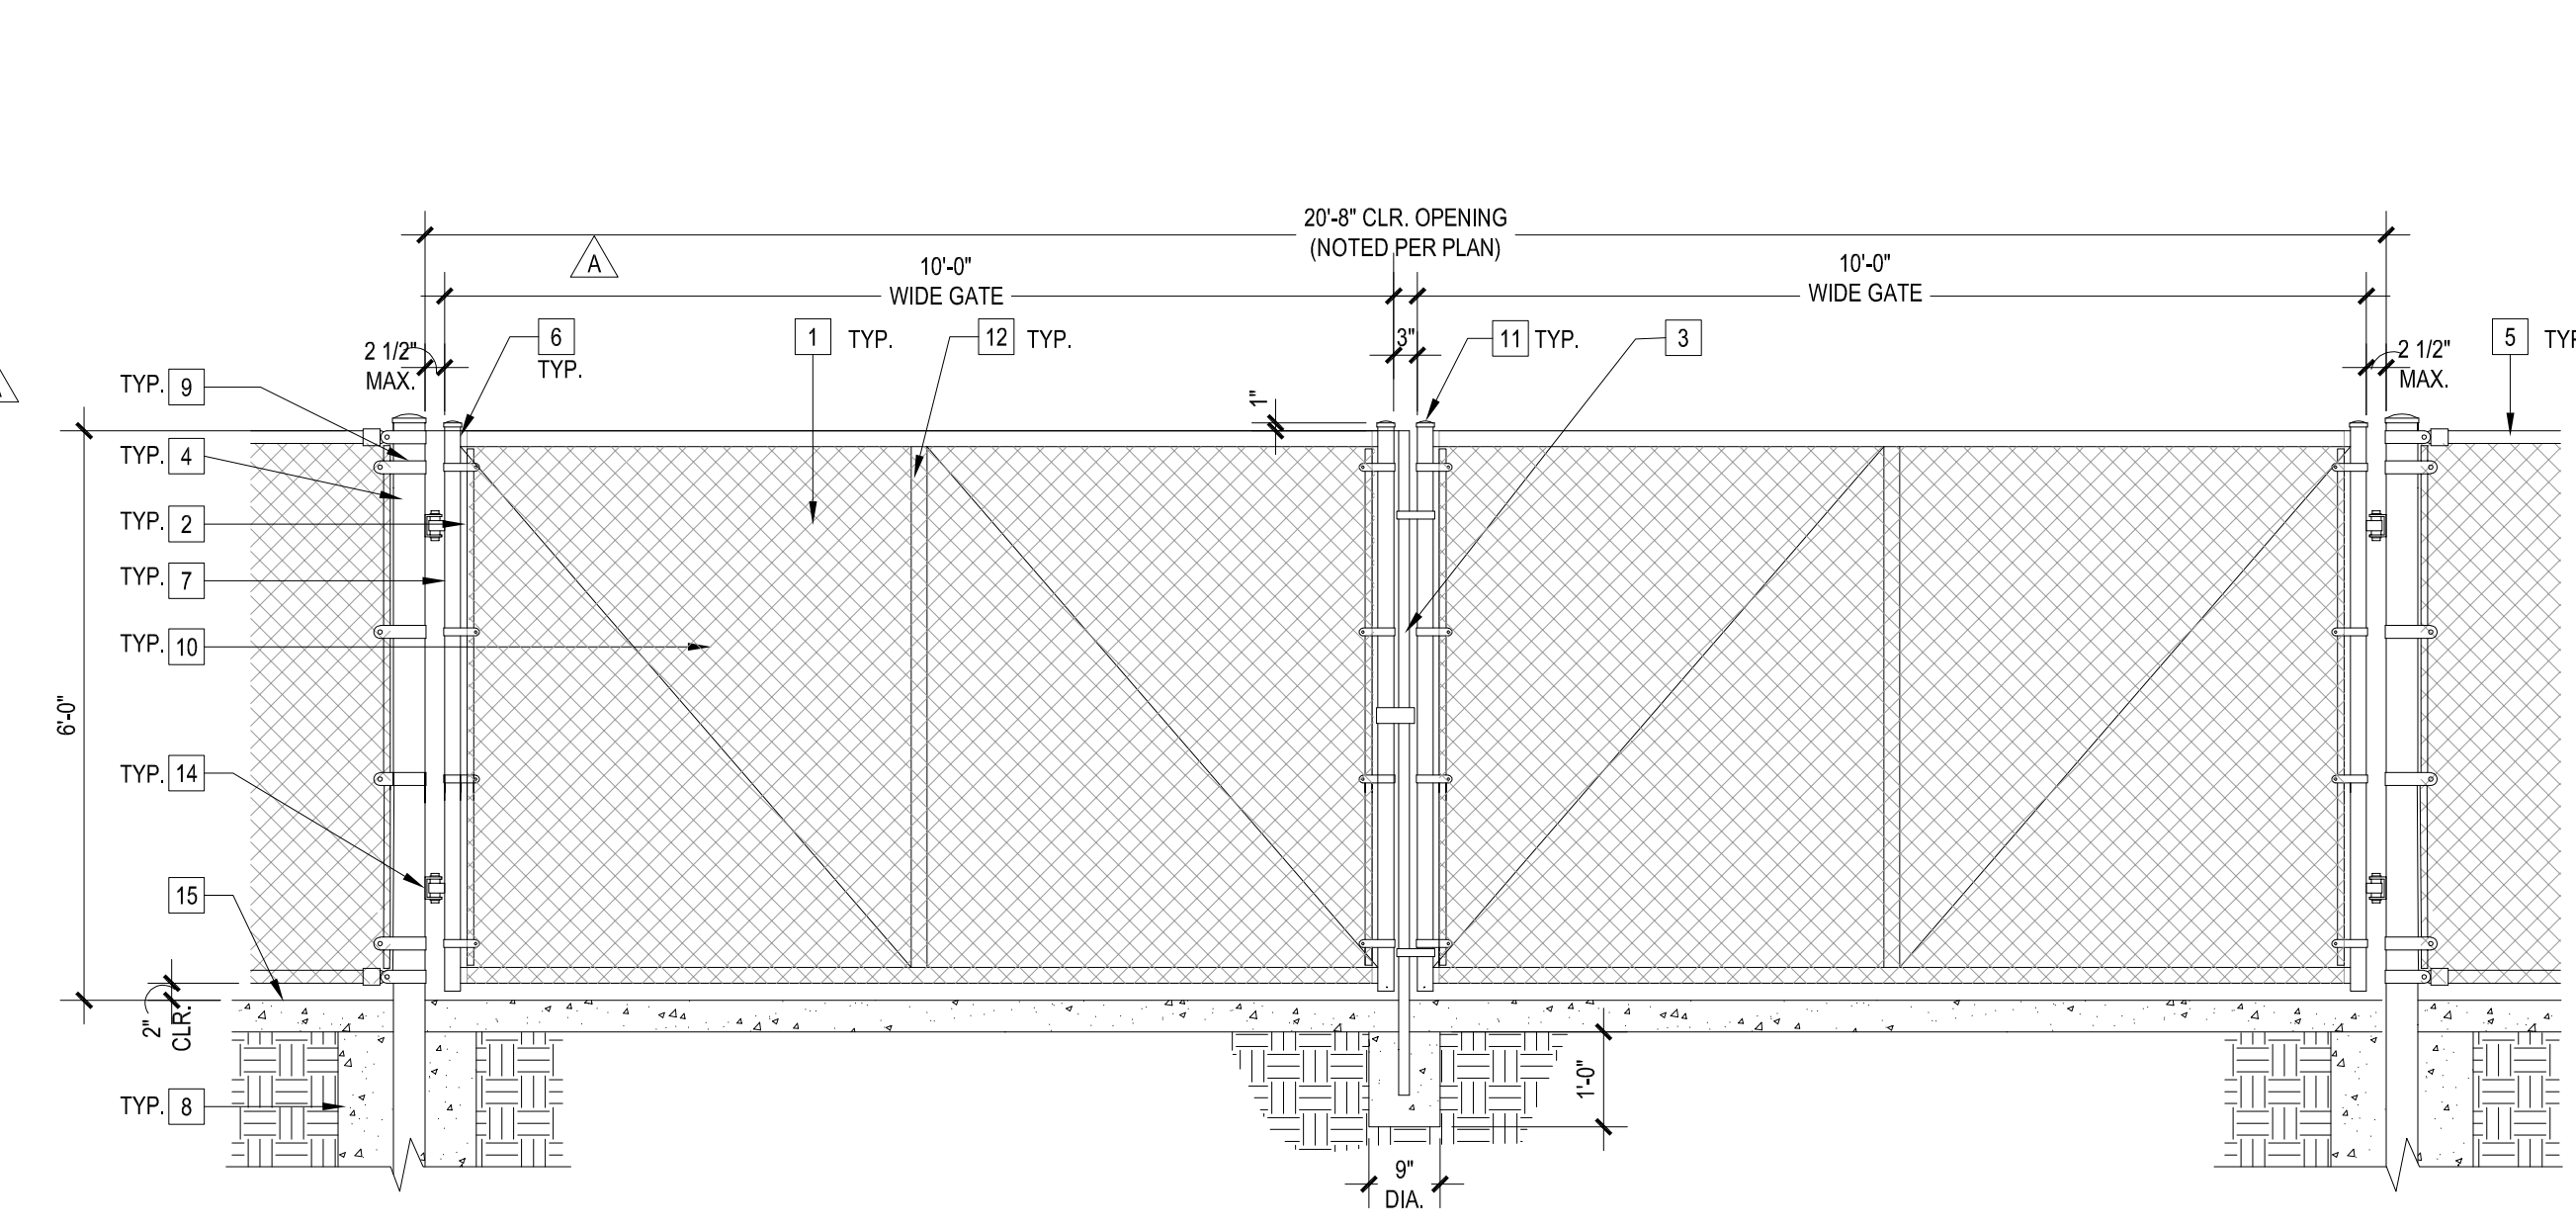 20'-8" CLR. OPENING
(NOTED PER PLAN)
A
10'-0"
WIDE GATE
10'-0"
WIDE GATE
2 1/2"
MAX.
6
TYP.
1 TYP.
12 TYP.
3"
11 TYP.
3
2 1/2"
MAX.
5
TYP. 9
1"
TYP. 4
TYP. 2
TYP. 7
TYP. 10
6'-0"
TYP. 14
15
2"
CLR.
TYP. 8
1'-0"
9"
DIA.